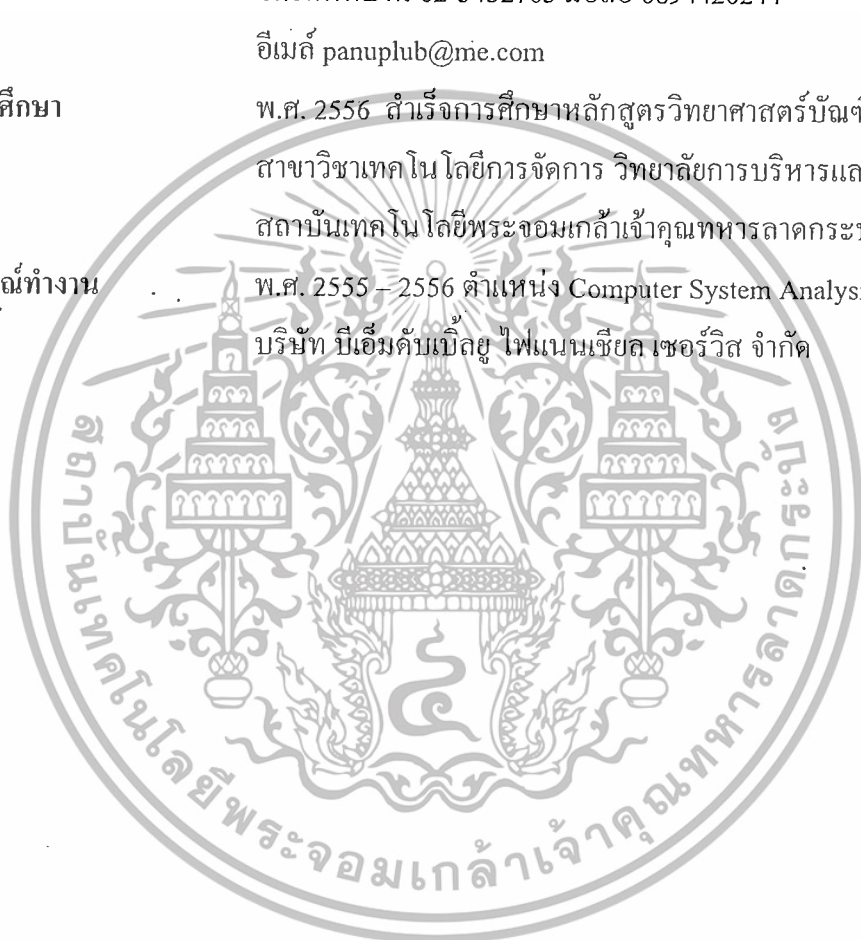 อีเมล์ panuplub@me.com
ศึกษา พ.ศ. 2556 สำเร็จการศึกษาหลักสูตรวิทยาศาสตร์บัณฑ
สาขาวิชาเทคโนโลยีการจัดการ วิทยาลัยการบริหารแล
สถาบันเทคโนโลยีพระจอมเกล้าเจ้าคุณทหารลาดกระบ
ณ์ทำงาน พ.ศ. 2555 – 2556 ตำแหน่ง Computer System Analys
บริษัท บีเอ็มดับเบิ้ลยู ไฟแนนเชียล เซอร์วิส จำกัด
สถาบันเทคโนโลยีพระจอมเกล้าเจ้าคุณทหารลาดกระบัง